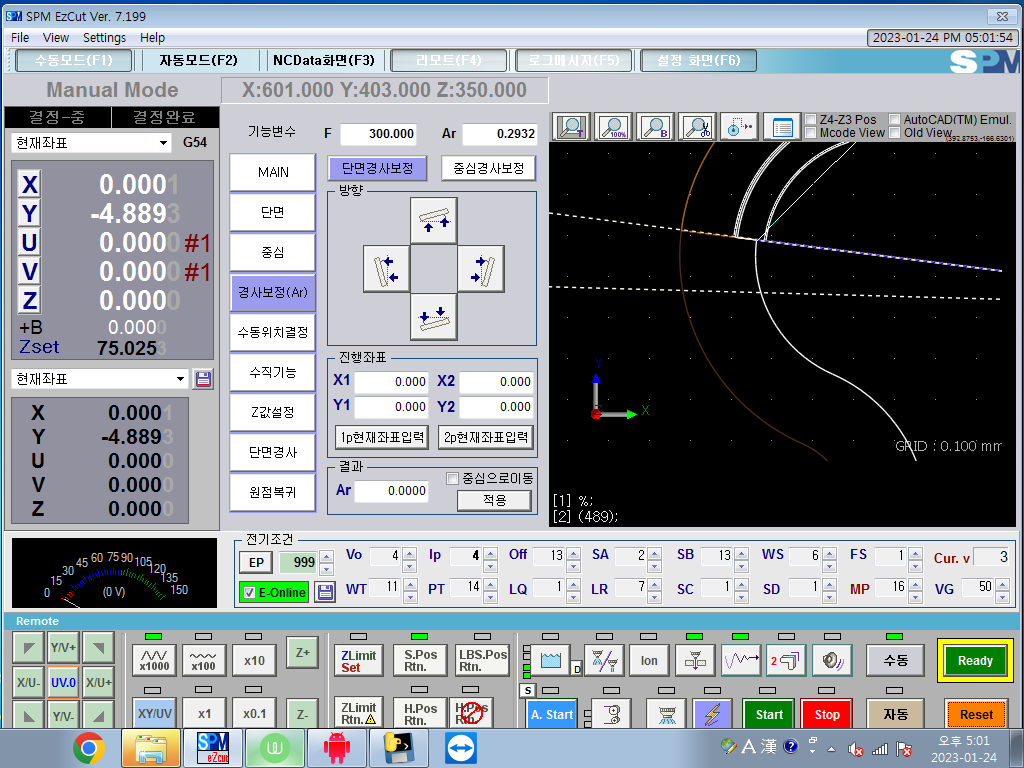 SPM EzCut Ver. 7.199
File View Settings Help
2023-01-24 PM 05:01:54
수동모드(F1) 자동모드(F2) NCData화면(F3) 리모트(F4) 로그메시지(F5) 설정 화면(F6)
SPM
Manual Mode
X:601.000 Y:403.000 Z:350.000
결정-중 결정완료
현재좌표 G54
X 0.0001
Y -4.8893
U 0.0000 #1
V 0.0000 #1
Z 0.0000
+B 0.0000
Zset 75.0253
현재좌표
X 0.0001
Y -4.8893
U 0.0000
V 0.0000
Z 0.0000
기능변수 F 300.000 Ar 0.2932
MAIN
단면
중심
경사보정(Ar)
수동위치결정
수직기능
Z값설정
단면경사
원점복귀
단면경사보정 중심경사보정
방향
진행좌표
X1 0.000 X2 0.000
Y1 0.000 Y2 0.000
1p현재좌표입력 2p현재좌표입력
결과
Ar 0.0000
중심으로이동
적용
T 100% B
Z4-Z3 Pos AutoCAD(TM) Emul.
Mcode View Old View
(392.8753,-166.6301)
Y
X
GRID : 0.100 mm
[1] %;
[2] (489);
0 15 30 45 60 75 90 105 120 135 150
(0 V)
전기조건
EP 999
E-Online
Vo 4 Ip 4 Off 13 SA 2 SB 13 WS 6 FS 1 Cur. v 3
WT 11 PT 14 LQ 1 LR 7 SC 1 SD 1 MP 16 VG 50
Remote
Y/V+
X/U- UV.0 X/U+
Y/V-
x1000 x100 x10 Z+
XY/UV x1 x0.1 Z-
ZLimit Set
S.Pos Rtn.
LBS.Pos Rtn.
ZLimit Rtn.
H.Pos Rtn.
H.Pos Rtn.
D
Ion
2
수동
Ready
S
A. Start
Start
Stop
자동
Reset
SPM
eZcut
A 漢
오후 5:01
2023-01-24